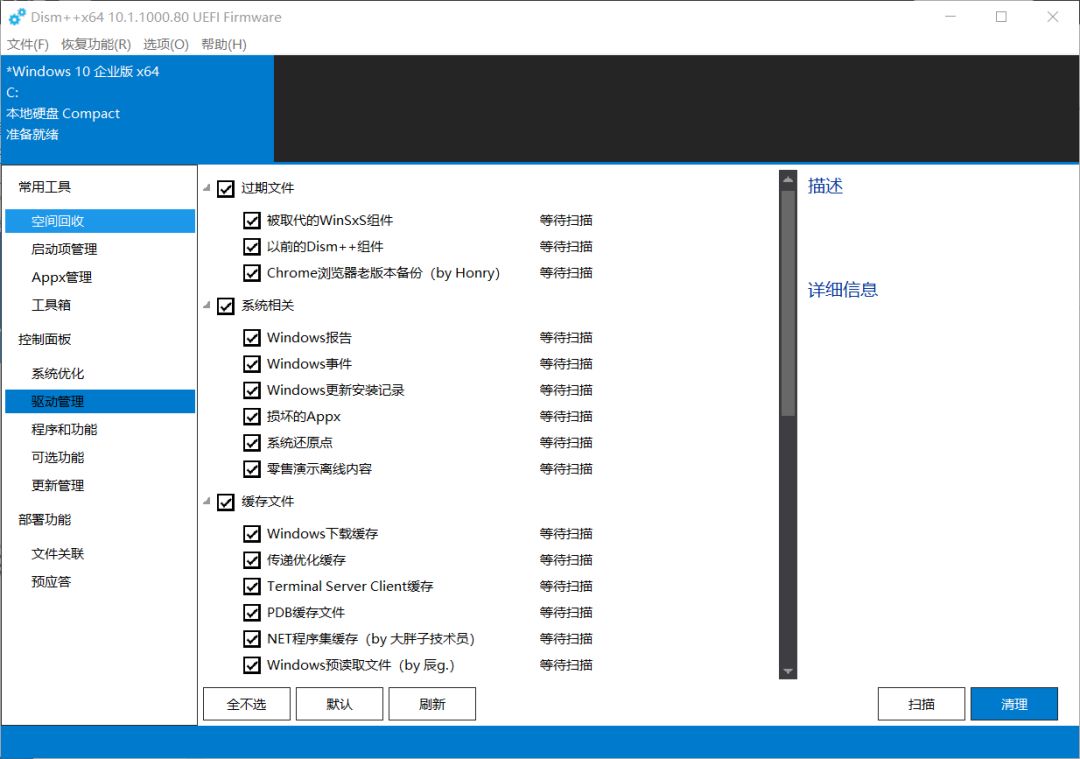 Dism++x64 10.1.1000.80 UEFI Firmware
文件(F) 恢复功能(R) 选项(O) 帮助(H)
*Windows 10 企业版 x64
C:
本地硬盘 Compact
准备就绪
常用工具
空间回收
启动项管理
Appx管理
工具箱
控制面板
系统优化
驱动管理
程序和功能
可选功能
更新管理
部署功能
文件关联
预应答
过期文件
被取代的WinSxS组件 等待扫描
以前的Dism++组件 等待扫描
Chrome浏览器老版本备份（by Honry） 等待扫描
系统相关
Windows报告 等待扫描
Windows事件 等待扫描
Windows更新安装记录 等待扫描
损坏的Appx 等待扫描
系统还原点 等待扫描
零售演示离线内容 等待扫描
缓存文件
Windows下载缓存 等待扫描
传递优化缓存 等待扫描
Terminal Server Client缓存 等待扫描
PDB缓存文件 等待扫描
NET程序集缓存（by 大胖子技术员） 等待扫描
Windows预读取文件（by 辰g.） 等待扫描
描述
详细信息
全不选 默认 刷新 扫描 清理